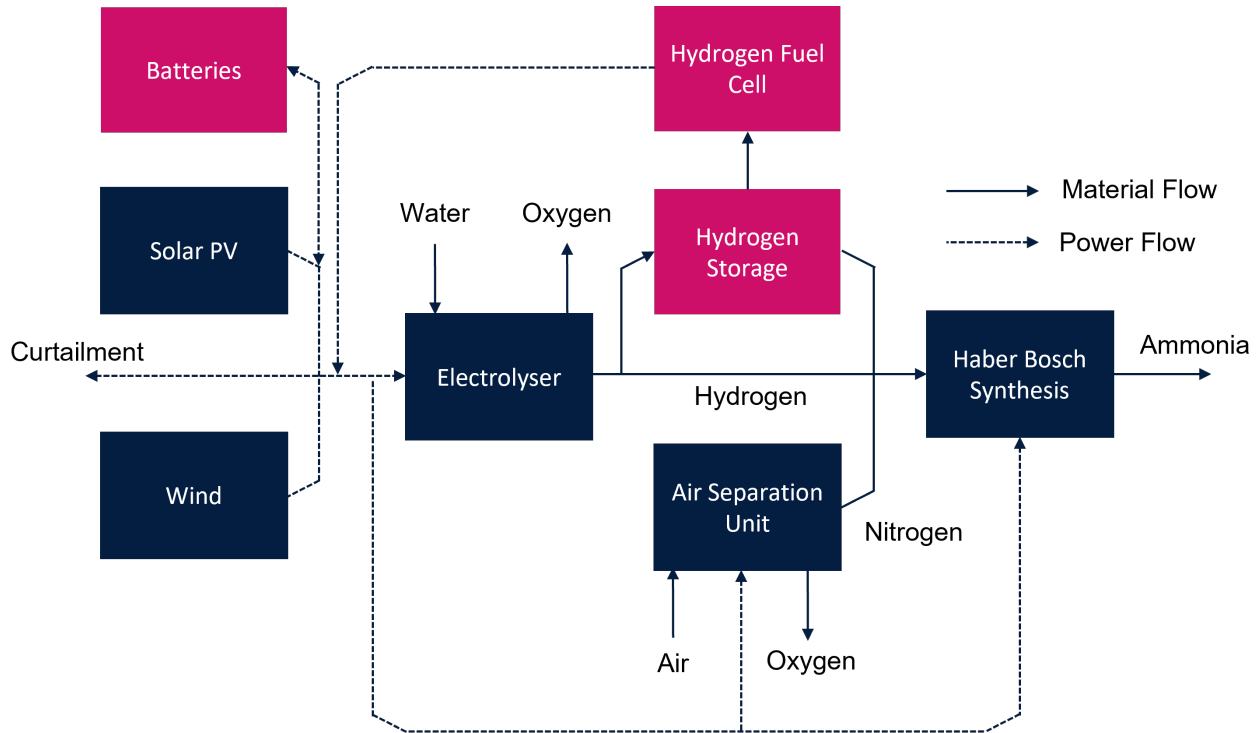 Batteries
Hydrogen Fuel
Cell
Solar PV
Water
Oxygen
Hydrogen
Storage
Material Flow
Power Flow
Curtailment
Electrolyser
Hydrogen
Haber Bosch
Synthesis
Ammonia
Wind
Air Separation
Unit
Nitrogen
Air
Oxygen